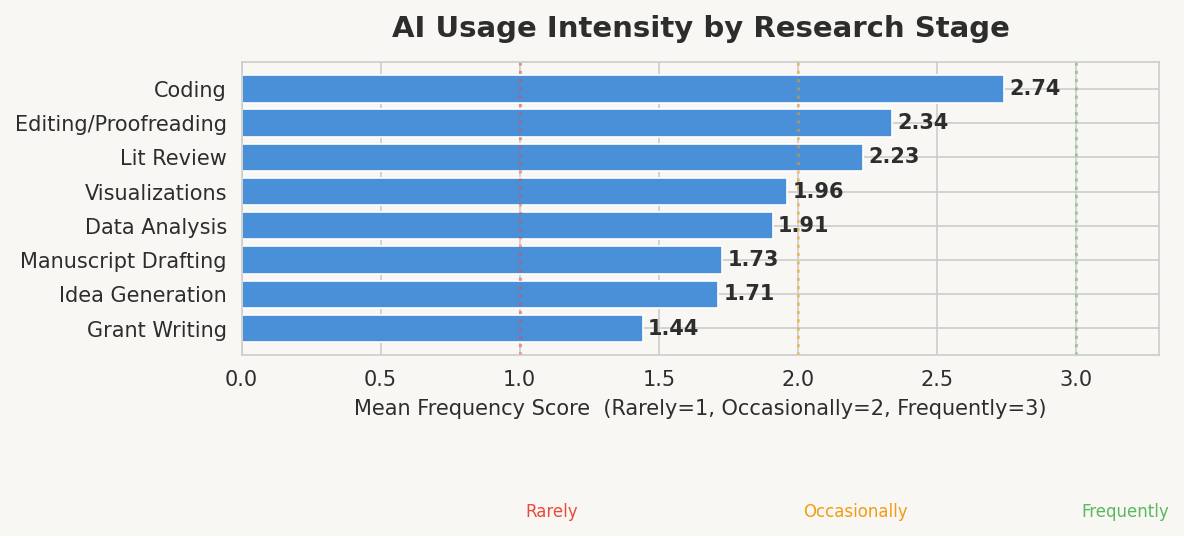 AI Usage Intensity by Research Stage
Coding 2.74
Editing/Proofreading 2.34
Lit Review 2.23
Visualizations 1.96
Data Analysis 1.91
Manuscript Drafting 1.73
Idea Generation 1.71
Grant Writing 1.44
0.0 0.5 1.0 1.5 2.0 2.5 3.0
Mean Frequency Score (Rarely=1, Occasionally=2, Frequently=3)
Rarely Occasionally Frequently